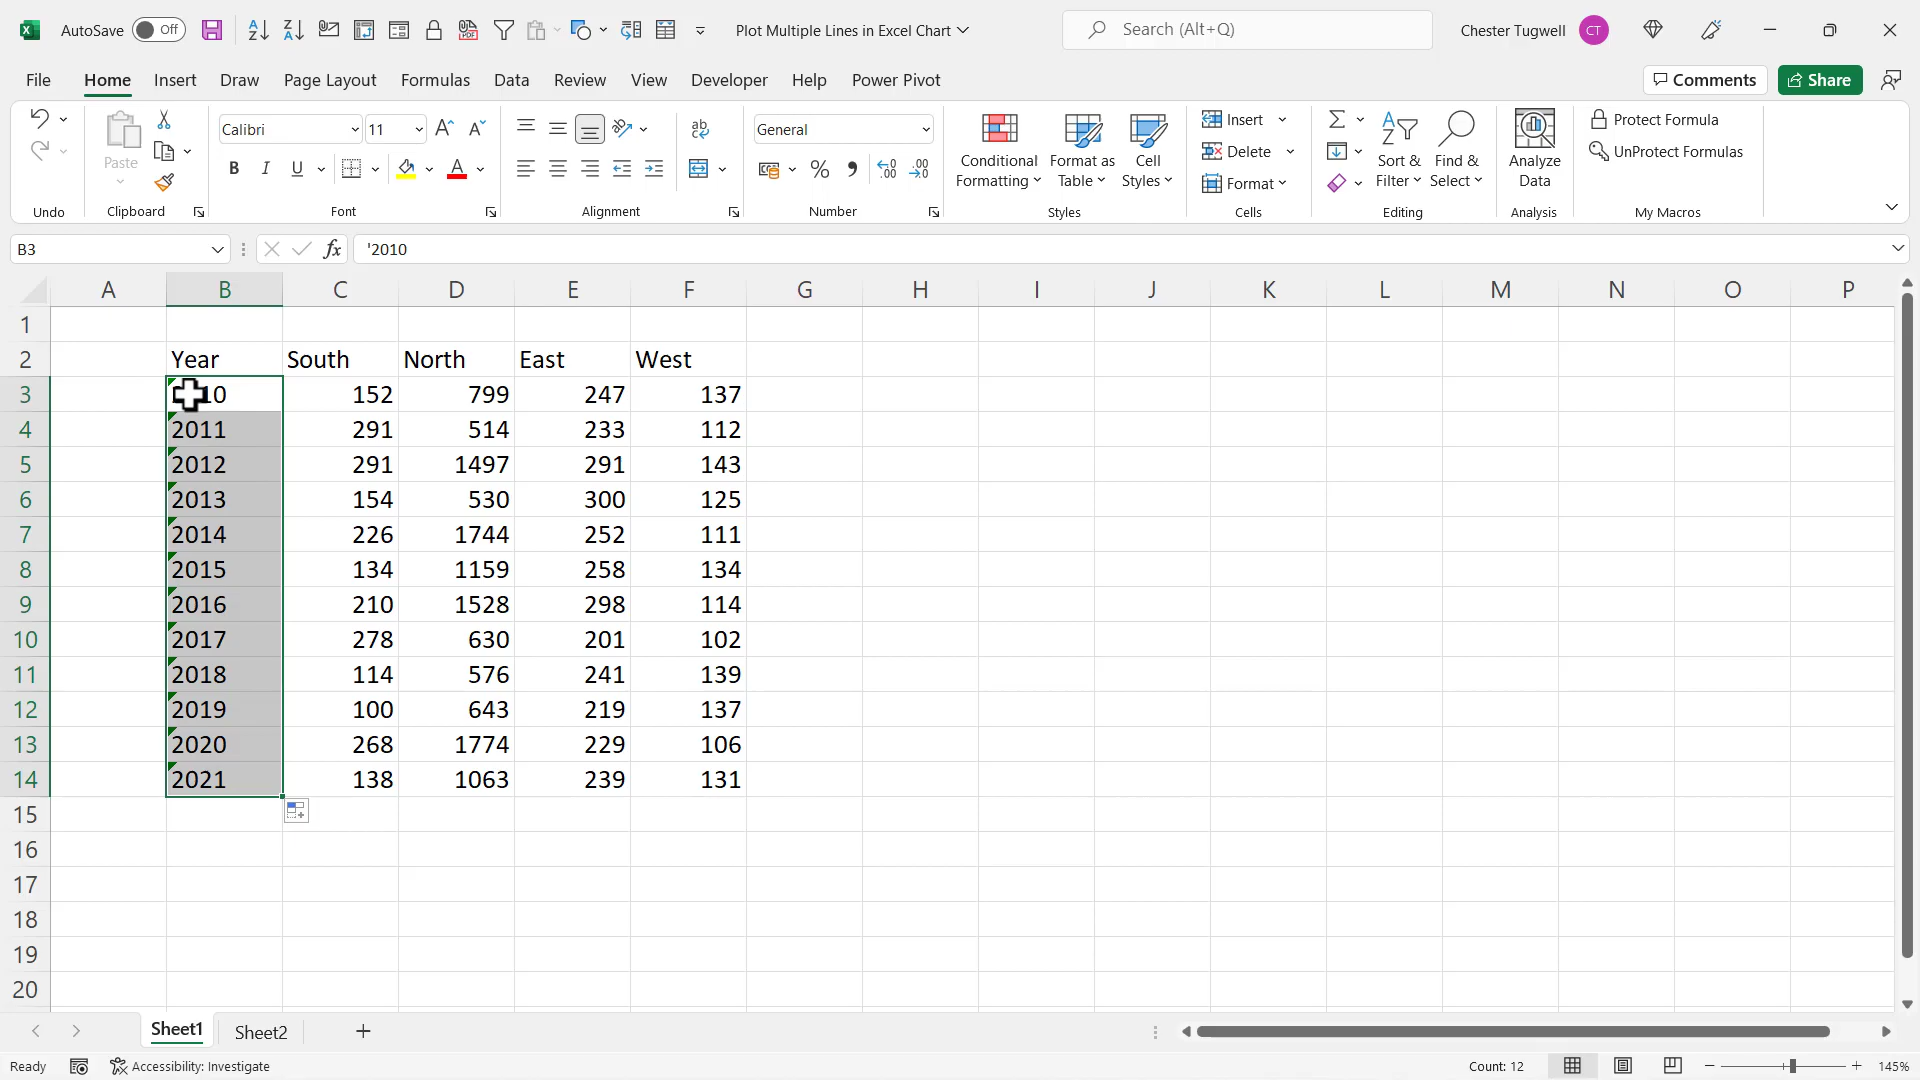 AutoSave Off Plot Multiple Lines in Excel Chart Search (Alt+Q) Chester Tugwell CT
File Home Insert Draw Page Layout Formulas Data Review View Developer Help Power Pivot Comments Share
Calibri 11 General Insert Protect Formula
Paste Conditional Format as Cell Delete Sort & Find & Analyze UnProtect Formulas
Formatting Table Styles Format Filter Select Data
Undo Clipboard Font Alignment Number Styles Cells Editing Analysis My Macros
B3 '2010
A B C D E F G H I J K L M N O P
1
2 Year South North East West
3 10 152 799 247 137
4 2011 291 514 233 112
5 2012 291 1497 291 143
6 2013 154 530 300 125
7 2014 226 1744 252 111
8 2015 134 1159 258 134
9 2016 210 1528 298 114
10 2017 278 630 201 102
11 2018 114 576 241 139
12 2019 100 643 219 137
13 2020 268 1774 229 106
14 2021 138 1063 239 131
15
16
17
18
19
20
Sheet1 Sheet2
Ready Accessibility: Investigate Count: 12 145%